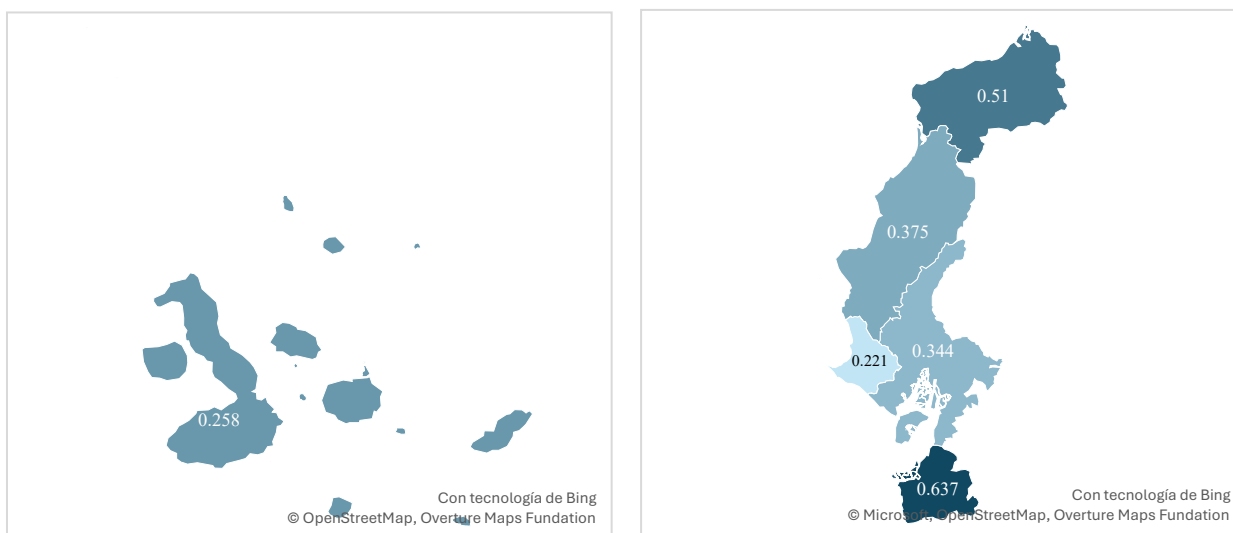 0.258
Con tecnología de Bing
© OpenStreetMap, Overture Maps Fundation
0.51
0.375
0.344
0.221
0.637
Con tecnología de Bing
© Microsoft, OpenStreetMap, Overture Maps Fundation